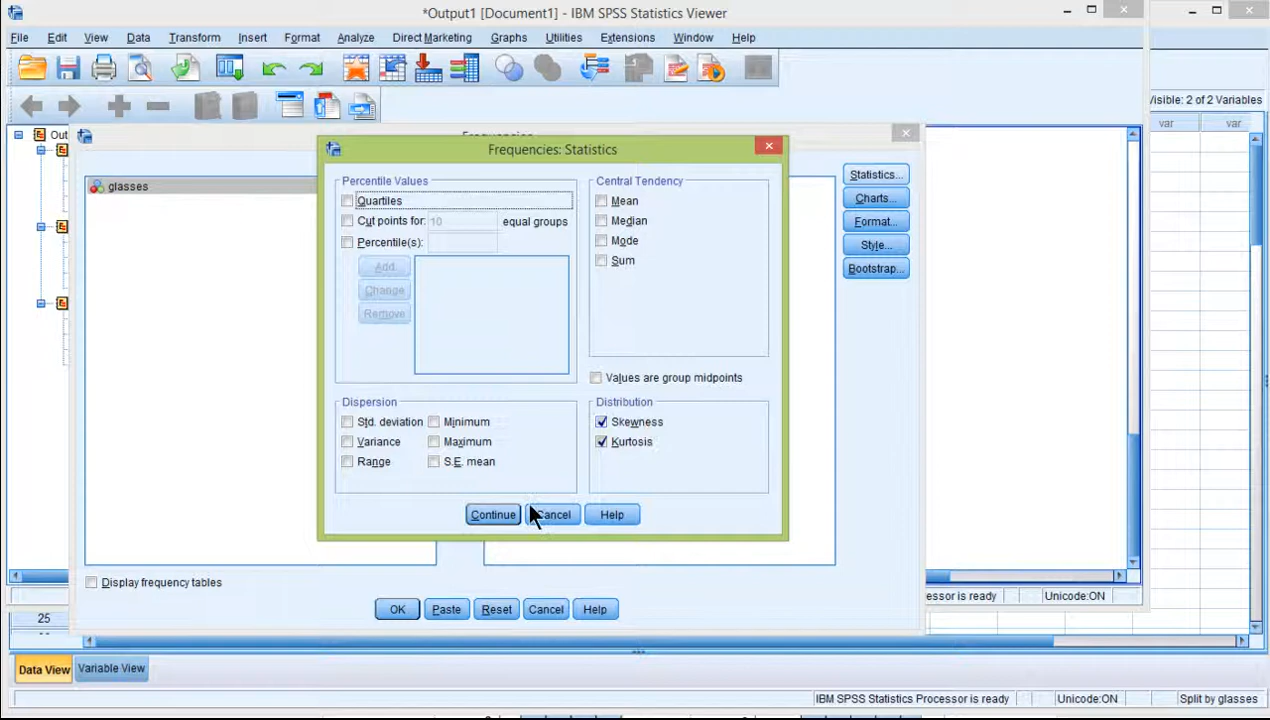 *Output1 [Document1] - IBM SPSS Statistics Viewer
File Edit View Data Transform Insert Format Analyze Direct Marketing Graphs Utilities Extensions Window Help
Visible: 2 of 2 Variables
var var
Out
Frequencies
Frequencies: Statistics
glasses
Percentile Values
Quartiles
Cut points for: 10 equal groups
Percentile(s):
Add
Change
Remove
Central Tendency
Mean
Median
Mode
Sum
Values are group midpoints
Dispersion
Std. deviation Minimum
Variance Maximum
Range S.E. mean
Distribution
Skewness
Kurtosis
Continue Cancel Help
Statistics...
Charts...
Format...
Style...
Bootstrap...
Display frequency tables
OK Paste Reset Cancel Help
cessor is ready Unicode:ON
25
Data View Variable View
IBM SPSS Statistics Processor is ready Unicode:ON Split by glasses